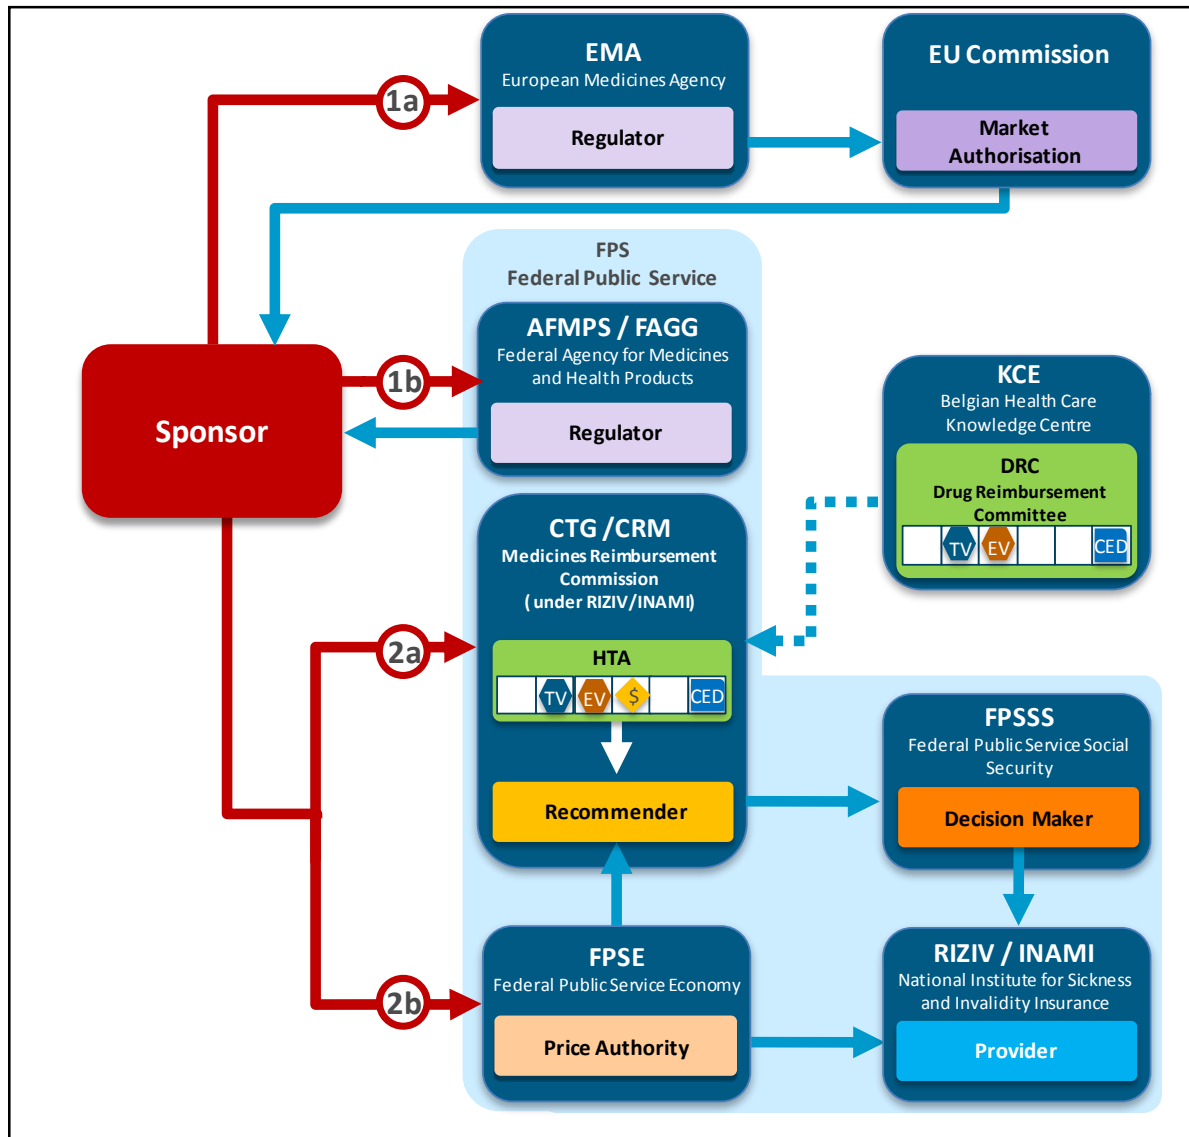 1a
EMA
European Medicines Agency
Regulator
EU Commission
Market
Authorisation
FPS
Federal Public Service
Sponsor
1b
AFMPS / FAGG
Federal Agency for Medicines
and Health Products
Regulator
KCE
Belgian Health Care
Knowledge Centre
DRC
Drug Reimbursement
Committee
TV EV CED
2a
CTG /CRM
Medicines Reimbursement
Commission
( under RIZIV/INAMI)
HTA
TV EV $ CED
Recommender
FPSSS
Federal Public Service Social
Security
Decision Maker
2b
FPSE
Federal Public Service Economy
Price Authority
RIZIV / INAMI
National Institute for Sickness
and Invalidity Insurance
Provider